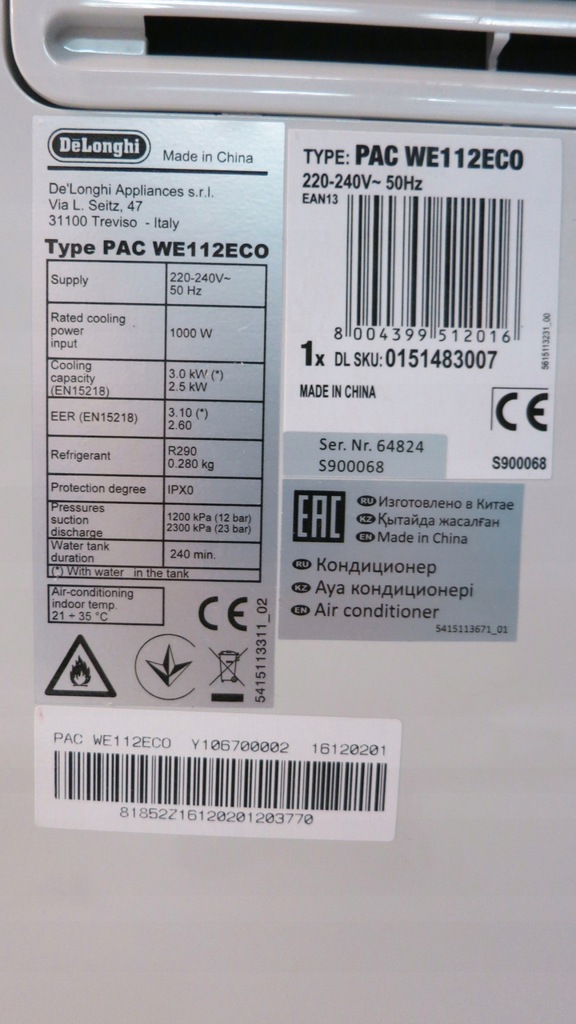 DeLonghi Made in China
De'Longhi Appliances s.r.l.
Via L. Seitz, 47
31100 Treviso - Italy
Type PAC WE112ECO
Supply 220-240V~ 50 Hz
Rated cooling power input 1000 W
Cooling capacity (EN15218) 3.0 kW (*) 2.5 kW
EER (EN15218) 3.10 (*) 2.60
Refrigerant R290 0.280 kg
Protection degree IPX0
Pressures suction discharge 1200 kPa (12 bar) 2300 kPa (23 bar)
Water tank duration 240 min.
(*) With water in the tank
Air-conditioning indoor temp. 21 ÷ 35 °C
CE
5415113311_02
TYPE: PAC WE112ECO
220-240V~ 50Hz
EAN13
8 004399 512016
5615113231_00
1x DL SKU: 0151483007
MADE IN CHINA
CE
Ser. Nr. 64824
S900068
S900068
EAC
RU Изготовлено в Китае
KZ Қытайда жасалған
EN Made in China
RU Кондиционер
KZ Ауа кондиционері
EN Air conditioner
5415113671_01
PAC WE112ECO Y106700002 16120201
81852Z16120201203770